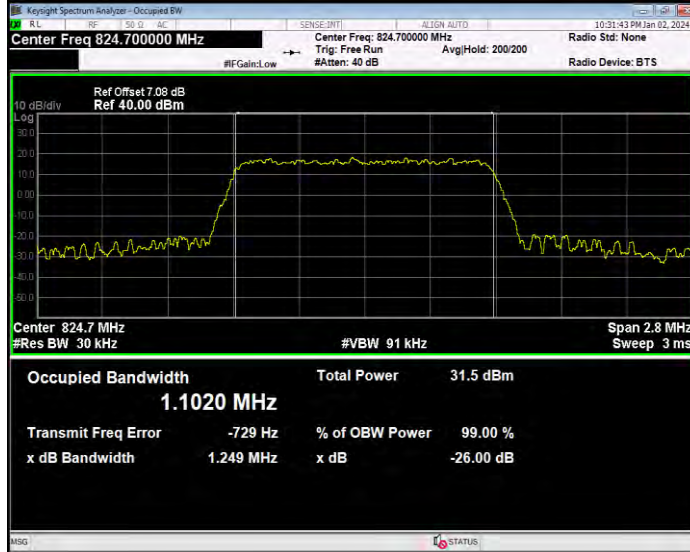 Keysight Spectrum Analyzer - Occupied BW
RL RF 50 Ω AC SENSE:INT ALIGN AUTO 10:31:43 PM Jan 02, 2024
Center Freq 824.700000 MHz
Center Freq: 824.700000 MHz Radio Std: None
Trig: Free Run Avg|Hold: 200/200
#IFGain:Low #Atten: 40 dB Radio Device: BTS
Ref Offset 7.08 dB
10 dB/div Ref 40.00 dBm
Log
30.0
20.0
10.0
0.00
-10.0
-20.0
-30.0
-40.0
-50.0
Center 824.7 MHz Span 2.8 MHz
#Res BW 30 kHz #VBW 91 kHz Sweep 3 ms
Occupied Bandwidth Total Power 31.5 dBm
1.1020 MHz
Transmit Freq Error -729 Hz % of OBW Power 99.00 %
x dB Bandwidth 1.249 MHz x dB -26.00 dB
MSG STATUS